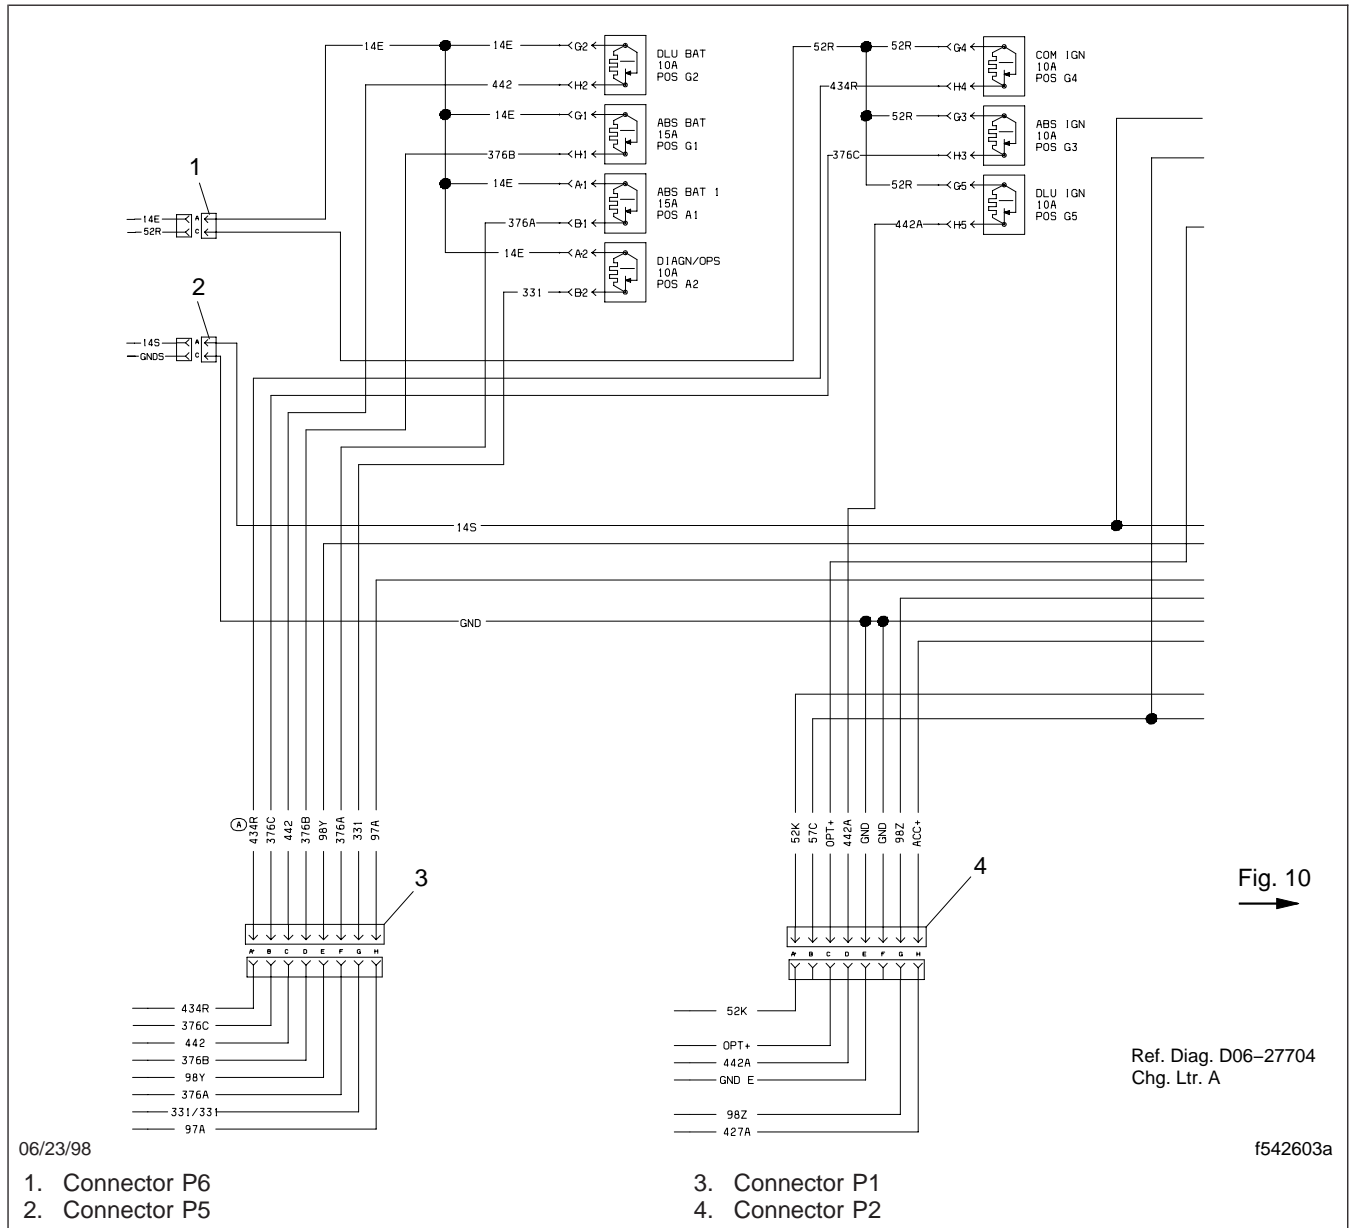 14E
14E
G2
DLU BAT
10A
POS G2
442
H2
14E
G1
ABS BAT
15A
POS G1
376B
H1
14E
A1
ABS BAT 1
15A
POS A1
376A
B1
14E
A2
DIAGN/OPS
10A
POS A2
331
B2
52R
52R
G4
COM IGN
10A
POS G4
434R
H4
52R
G3
ABS IGN
10A
POS G3
376C
H3
52R
G5
DLU IGN
10A
POS G5
442A
H5
1
14E
A
52R
C
2
14S
A
GNDS
C
14S
GND
A
434R
376C
442
376B
98Y
376A
331
97A
3
A B C D E F G H
434R
376C
442
376B
98Y
376A
331/331
97A
52K
57C
OPT+
442A
GND
GND
98Z
ACC+
4
A B C D E F G H
52K
OPT+
442A
GND E
98Z
427A
Fig. 10
Ref. Diag. D06–27704
Chg. Ltr. A
06/23/98
f542603a
1. Connector P6
2. Connector P5
3. Connector P1
4. Connector P2